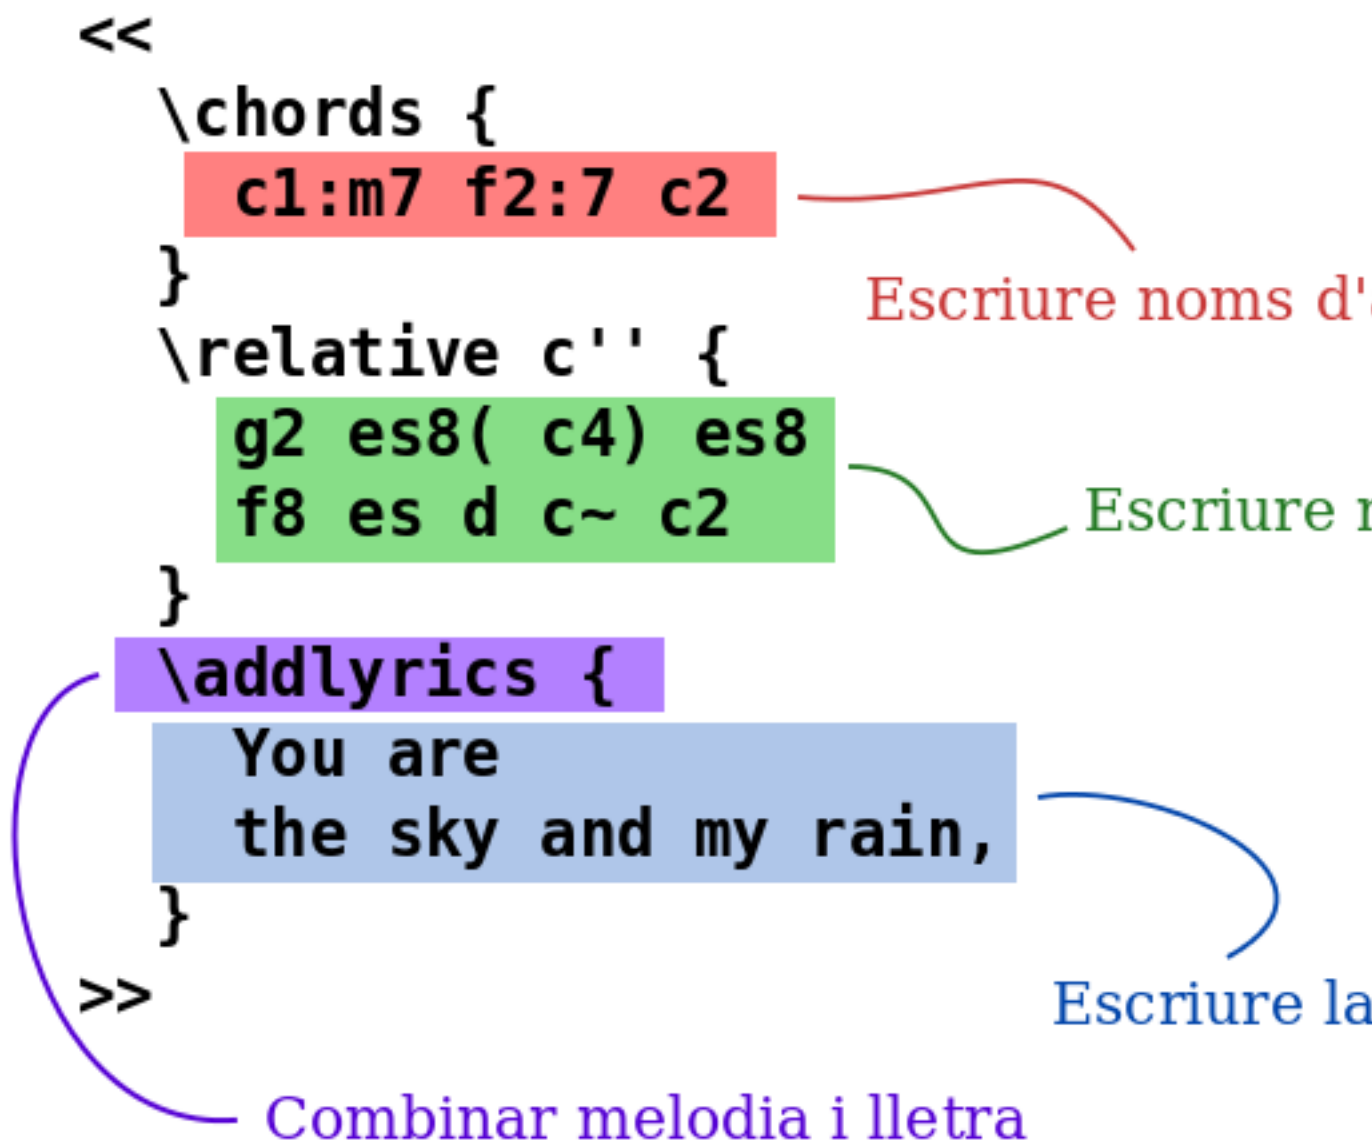 <<
\chords {
c1:m7 f2:7 c2
}
Escriure noms
\relative c'' {
g2 es8( c4) es8
f8 es d c~ c2
Escriure
}
\addlyrics {
You are
the sky and my rain,
}
>>
Escriure la
Combinar melodia i lletra